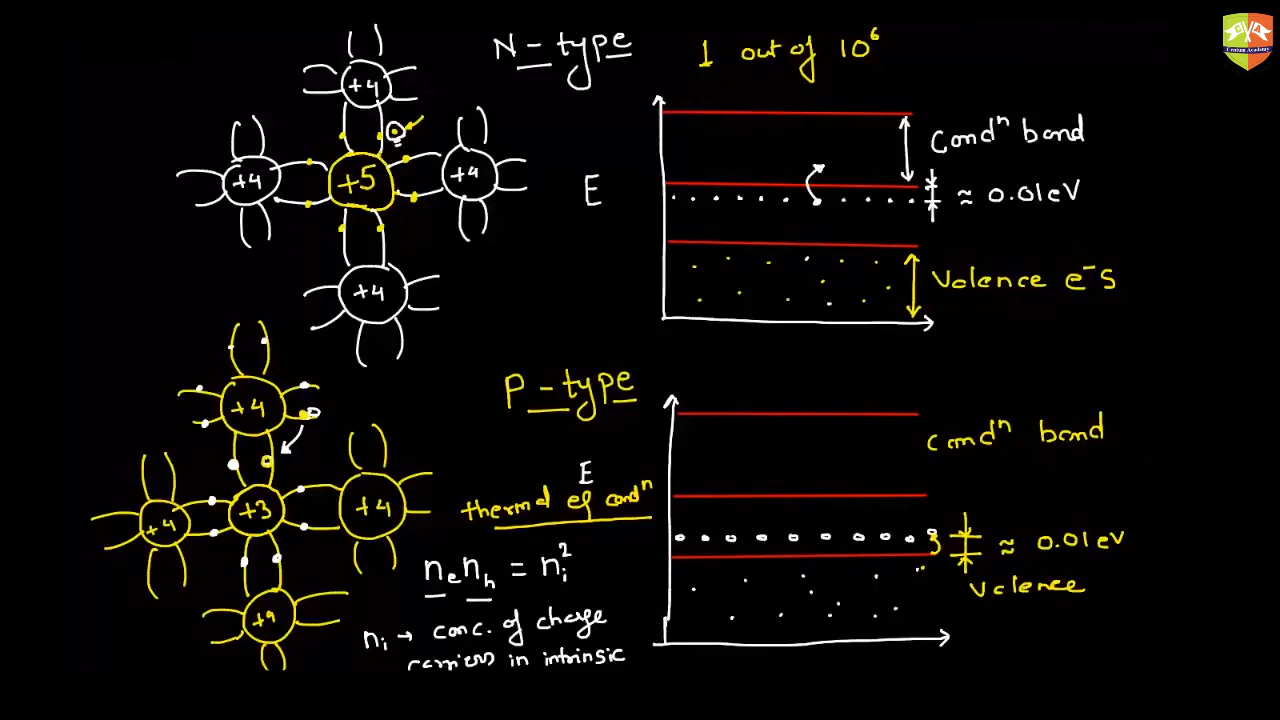 N-type
1 out of 10⁶
+4
+4
+5
+4
+4
E
Condⁿ band
≈ 0.01eV
Valence e⁻s
P-type
+4
+4
+3
+4
+4
E
condⁿ band
≈ 0.01eV
Valence
thermal eq condⁿ
nₑnₕ = nᵢ²
nᵢ → conc. of charge
carriers in intrinsic
Centum Academy